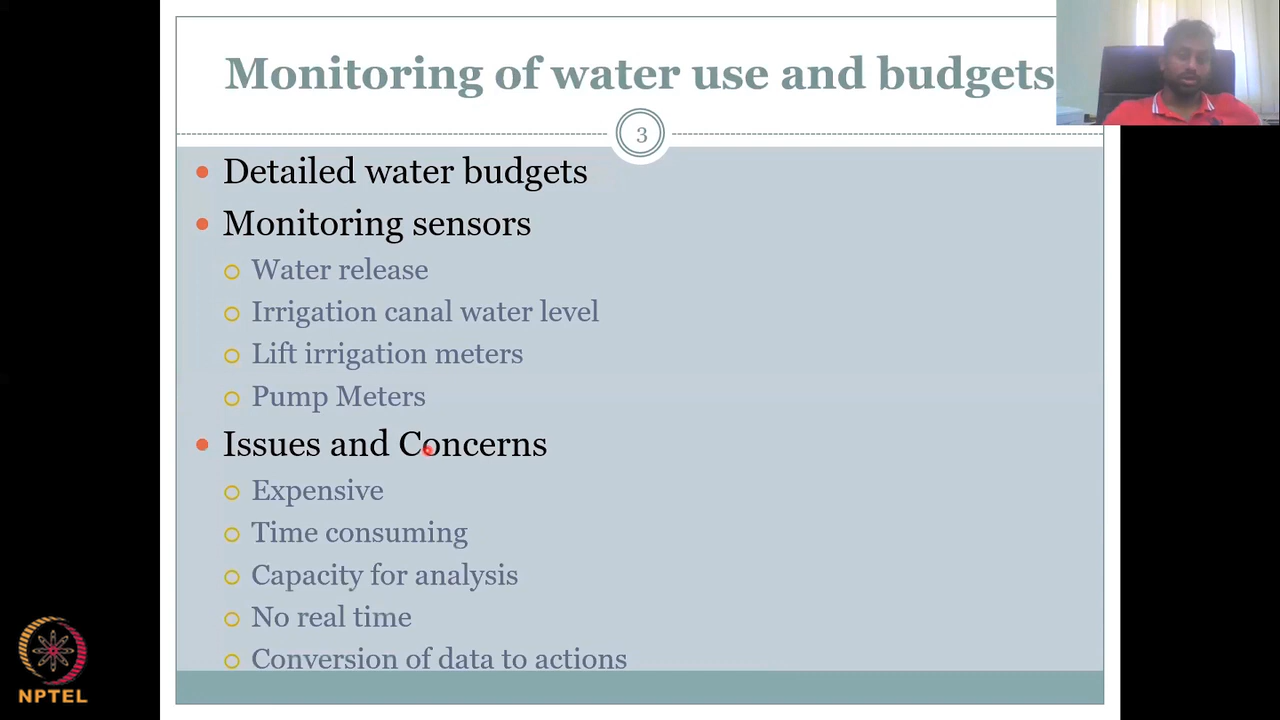 Monitoring of water use and budgets
3
Detailed water budgets
Monitoring sensors
Water release
Irrigation canal water level
Lift irrigation meters
Pump Meters
Issues and Concerns
Expensive
Time consuming
Capacity for analysis
No real time
Conversion of data to actions
NPTEL